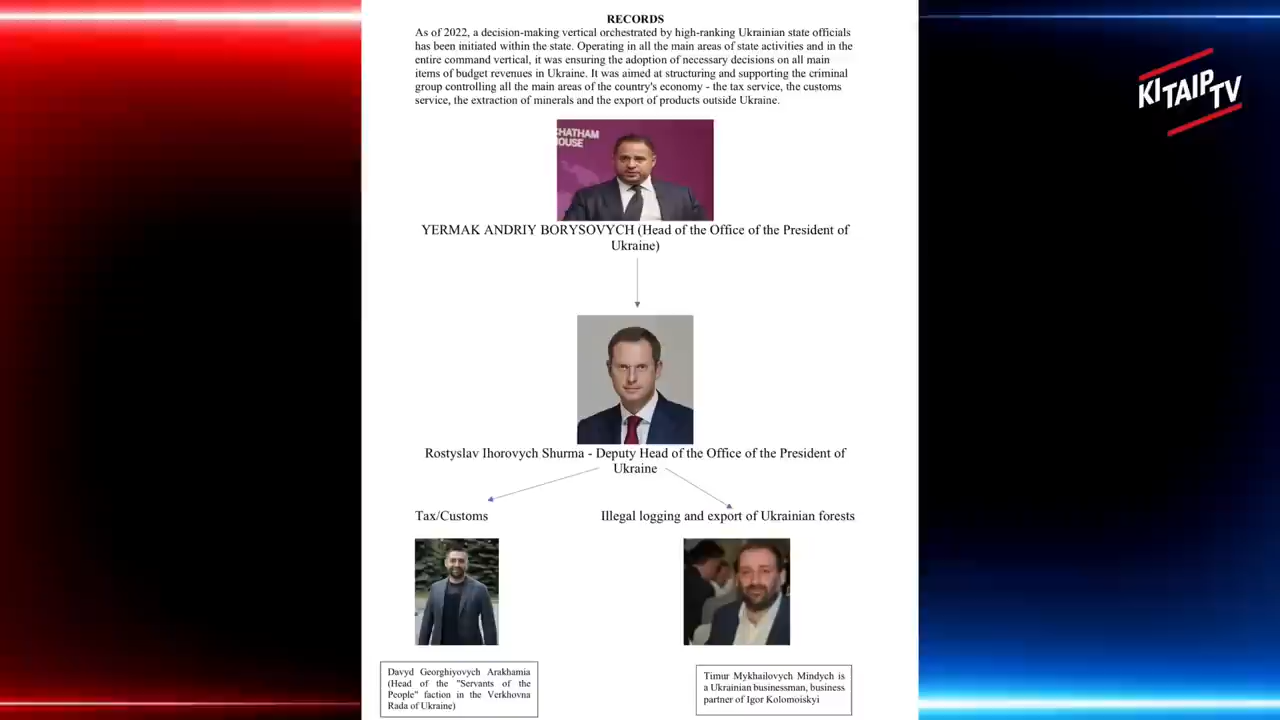 RECORDS
As of 2022, a decision-making vertical orchestrated by high-ranking Ukrainian state officials
has been initiated within the state. Operating in all the main areas of state activities and in the
entire command vertical, it was ensuring the adoption of necessary decisions on all main
items of budget revenues in Ukraine. It was aimed at structuring and supporting the criminal
group controlling all the main areas of the country's economy - the tax service, the customs
service, the extraction of minerals and the export of products outside Ukraine.
KITAIP TV
CHATHAM
HOUSE
YERMAK ANDRIY BORYSOVYCH (Head of the Office of the President of
Ukraine)
Rostyslav Ihorovych Shurma - Deputy Head of the Office of the President of
Ukraine
Tax/Customs
Illegal logging and export of Ukrainian forests
Davyd Georghiyovych Arakhamia
(Head of the "Servants of the
People" faction in the Verkhovna
Rada of Ukraine)
Timur Mykhailovych Mindych is
a Ukrainian businessman, business
partner of Igor Kolomoiskyi